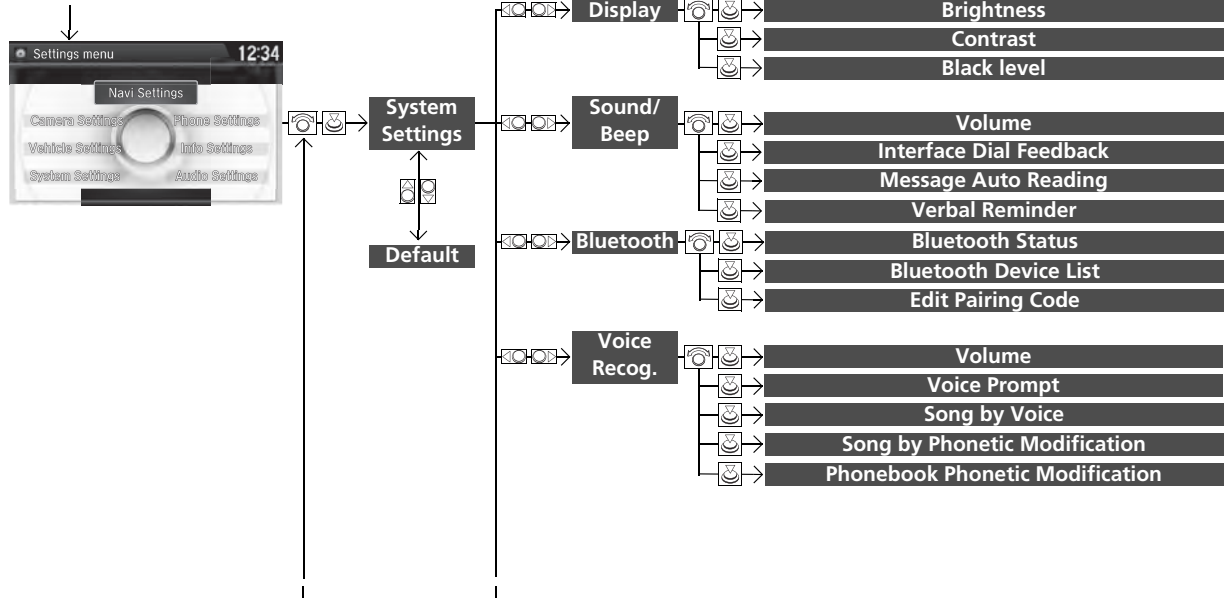 Settings menu 12:34
Navi Settings
Camera Settings Phone Settings
Vehicle Settings Info Settings
System Settings Audio Settings
System
Settings
Default
Display
Brightness
Contrast
Black level
Sound/
Beep
Volume
Interface Dial Feedback
Message Auto Reading
Verbal Reminder
Bluetooth
Bluetooth Status
Bluetooth Device List
Edit Pairing Code
Voice
Recog.
Volume
Voice Prompt
Song by Voice
Song by Phonetic Modification
Phonebook Phonetic Modification